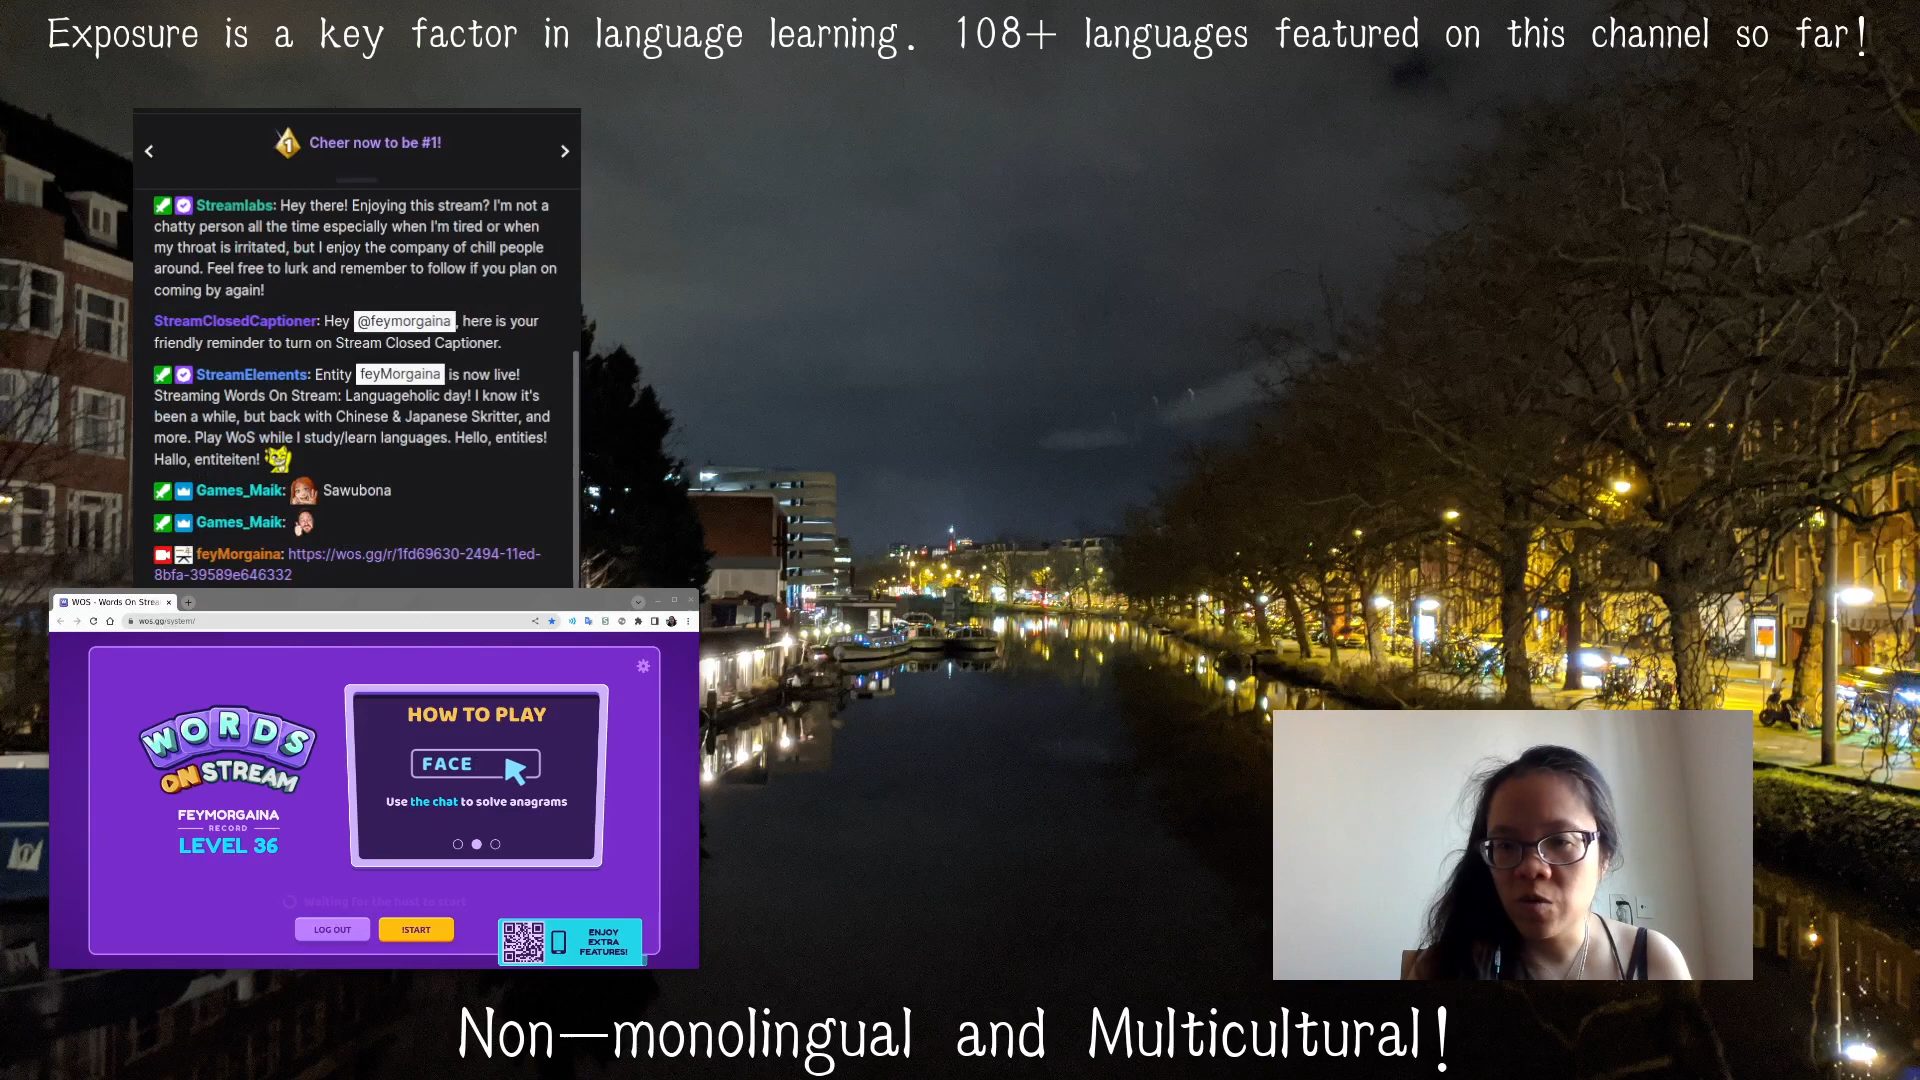 Exposure is a key factor in language learning. 108+ languages featured on this channel so far!
1 Cheer now to be #1!
Streamlabs: Hey there! Enjoying this stream? I'm not a
chatty person all the time especially when I'm tired or when
my throat is irritated, but I enjoy the company of chill people
around. Feel free to lurk and remember to follow if you plan on
coming by again!
StreamClosedCaptioner: Hey @feymorgaina, here is your
friendly reminder to turn on Stream Closed Captioner.
StreamElements: Entity feyMorgaina is now live!
Streaming Words On Stream: Languageholic day! I know it's
been a while, but back with Chinese & Japanese Skritter, and
more. Play WoS while I study/learn languages. Hello, entities!
Hallo, entiteiten!
Games_Maik: Sawubona
Games_Maik:
feyMorgaina: https://wos.gg/r/1fd69630-2494-11ed-
8bfa-39589e646332
WOS - Words On Strea
wos.gg/system/
WORDS
ON STREAM
FEYMORGAINA
RECORD
LEVEL 36
HOW TO PLAY
FACE
Use the chat to solve anagrams
Waiting for the host to start
LOG OUT
!START
ENJOY
EXTRA
FEATURES!
Non-monolingual and Multicultural!